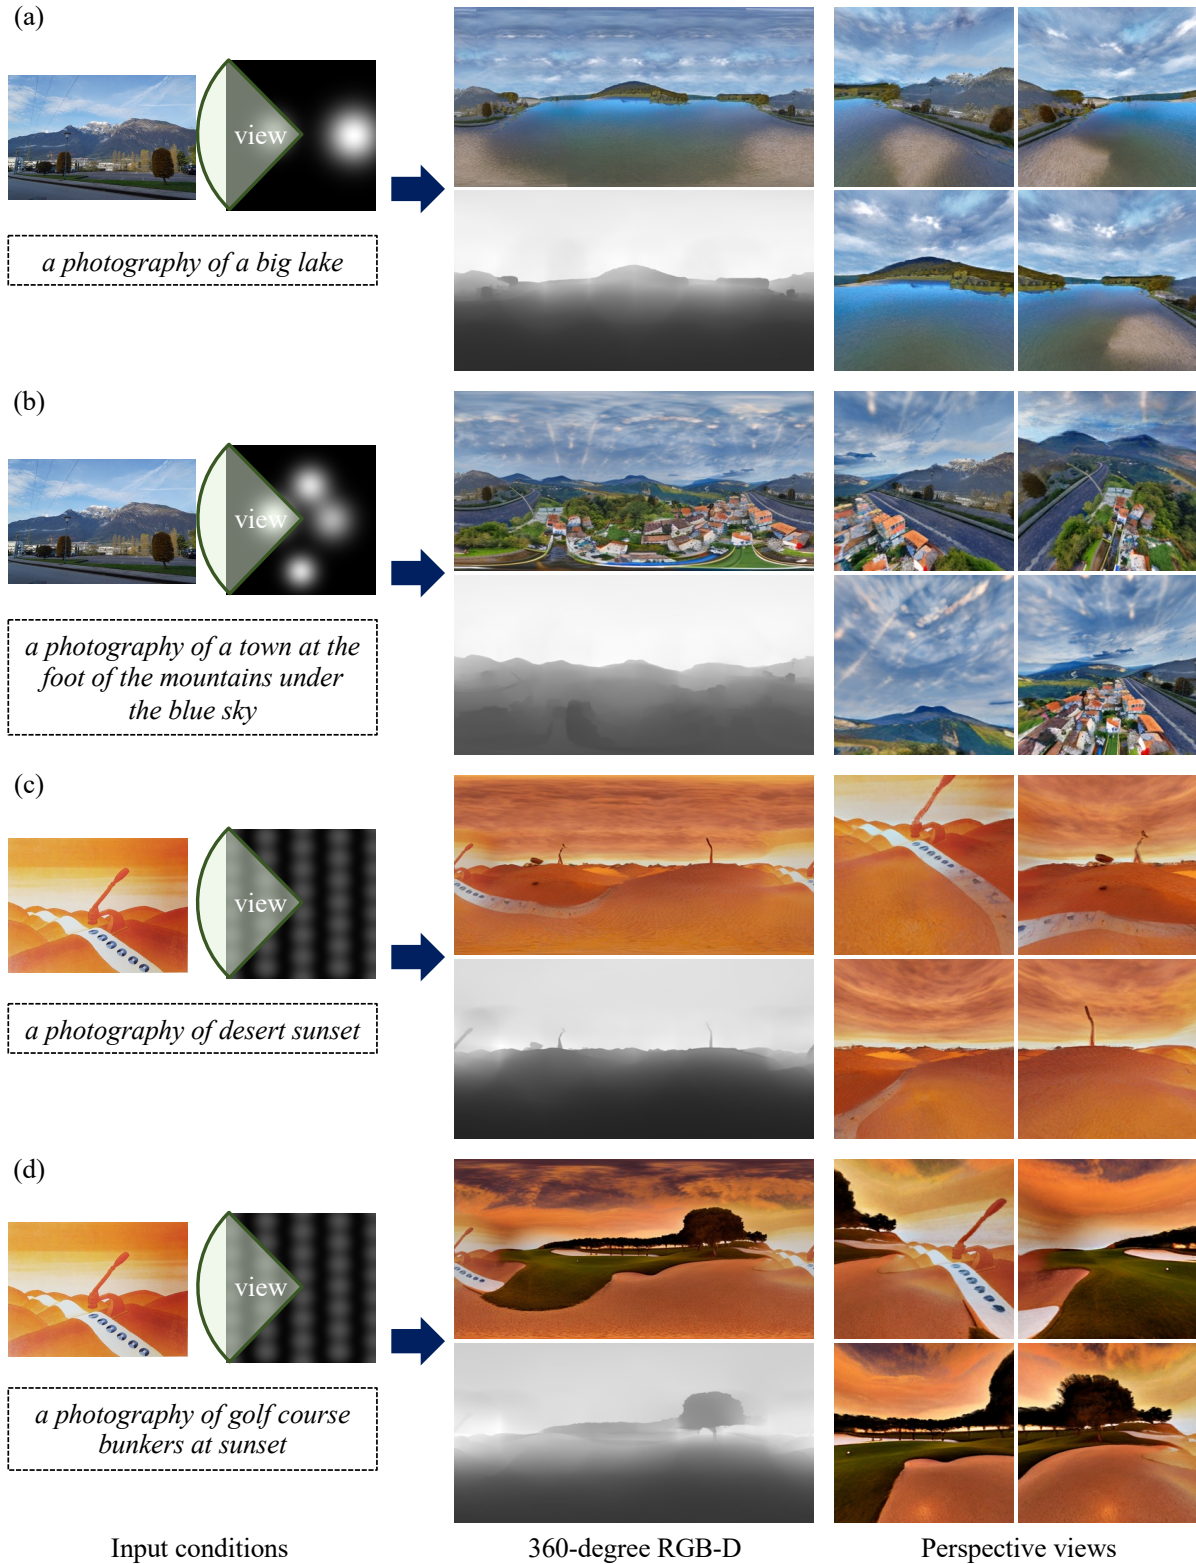 (a)
view
a photography of a big lake
(b)
view
a photography of a town at the
foot of the mountains under
the blue sky
(c)
view
a photography of desert sunset
(d)
view
a photography of golf course
bunkers at sunset
Input conditions
360-degree RGB-D
Perspective views